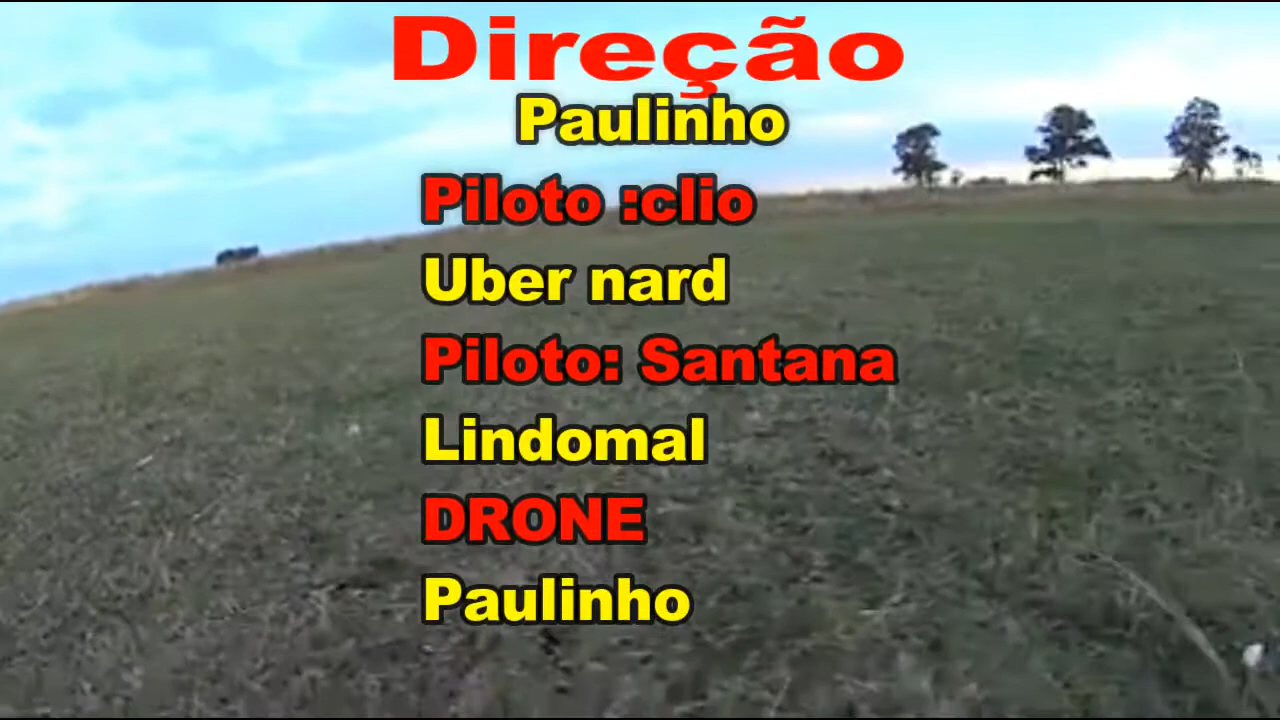 Direção
Paulinho
Piloto :clio
Uber nard
Piloto: Santana
Lindomal
DRONE
Paulinho